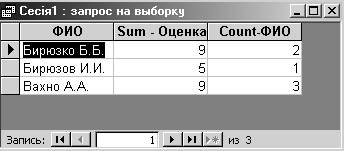 Сесія1 : запрос на выборку
ФИО Sum - Оценка Count-ФИО
Бирюзко Б.Б. 9 2
Бирюзов И.И. 5 1
Вахно А.А. 9 3
Запись: 1 из 3